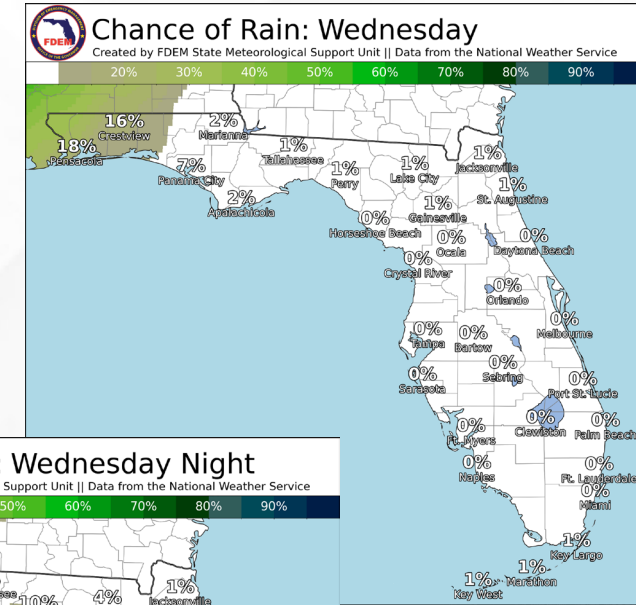 FDEM
Chance of Rain: Wednesday
Created by FDEM State Meteorological Support Unit || Data from the National Weather Service
20% 30% 40% 50% 60% 70% 80% 90%
16%
Crestview
2%
Marianna
18%
Pensacola
7%
Panama City
1%
Tallahassee
2%
Apalachicola
1%
Perry
1%
Lake City
1%
Jacksonville
1%
St. Augustine
1%
Gainesville
0%
Horseshoe Beach
0%
Ocala
0%
Daytona Beach
0%
Crystal River
0%
Orlando
0%
Melbourne
0%
Tampa
0%
Bartow
0%
Sebring
0%
Sarasota
0%
Port St. Lucie
0%
Clewiston
0%
Palm Beach
0%
Ft. Myers
0%
Naples
0%
Ft. Lauderdale
0%
Miami
1%
Key Largo
1%
Marathon
1%
Key West
: Wednesday Night
Support Unit || Data from the National Weather Service
50% 60% 70% 80% 90%
see
10%
4%
1%
Jacksonville